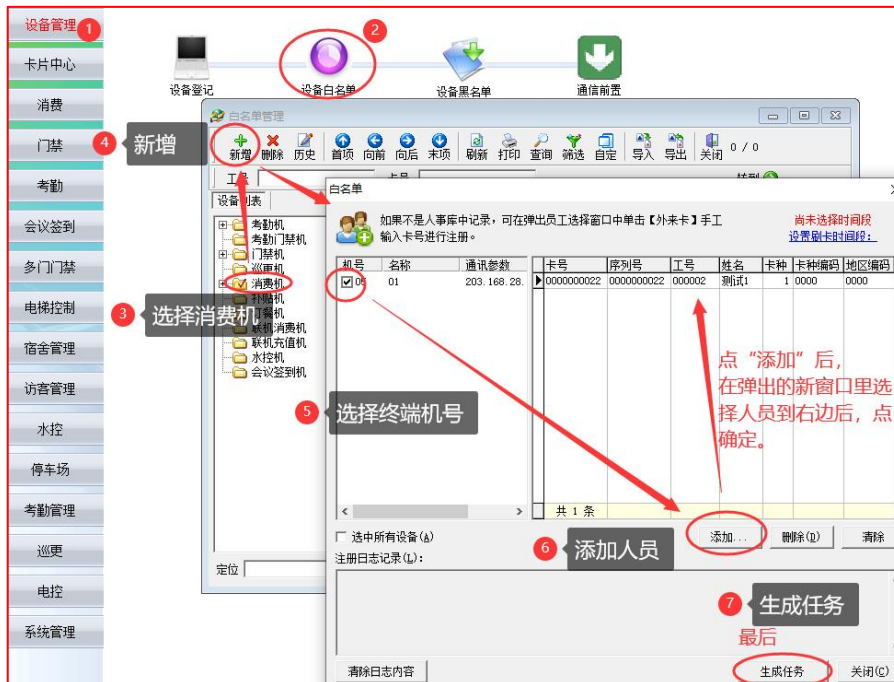 设备管理 1
卡片中心
消费
门禁
考勤
会议签到
多门门禁
电梯控制
宿舍管理
访客管理
水控
停车场
考勤管理
巡更
电控
系统管理
2
设备登记 设备白名单 设备黑名单 通信前置
白名单管理
4 新增
新增 删除 历史 首项 向前 向后 末项 刷新 打印 查询 筛选 自定 导入 导出 关闭 0 / 0
工号 卡号 转到
设备列表
考勤机
考勤门禁机
门禁机
巡更机
消费机
补贴机
订餐机
联机消费机
联机充值机
水控机
会议签到机
3 选择消费机
定位
白名单
如果不是人事库中记录，可在弹出员工选择窗口中单击【外来卡】手工
输入卡号进行注册。
尚未选择时间段
设置刷卡时间段：
机号 名称 通讯参数
01 203.168.28.
卡号 序列号 工号 姓名 卡种 卡种编码 地区编码
0000000022 0000000022 000002 测试1 1 0000 0000
点“添加”后，
在弹出的新窗口里选
择人员到右边后，点
确定。
5 选择终端机号
共 1 条
选中所有设备(A)
添加... 删除(D) 清除
6 添加人员
注册日志记录(L)：
7 生成任务
最后
清除日志内容 生成任务 关闭(C)